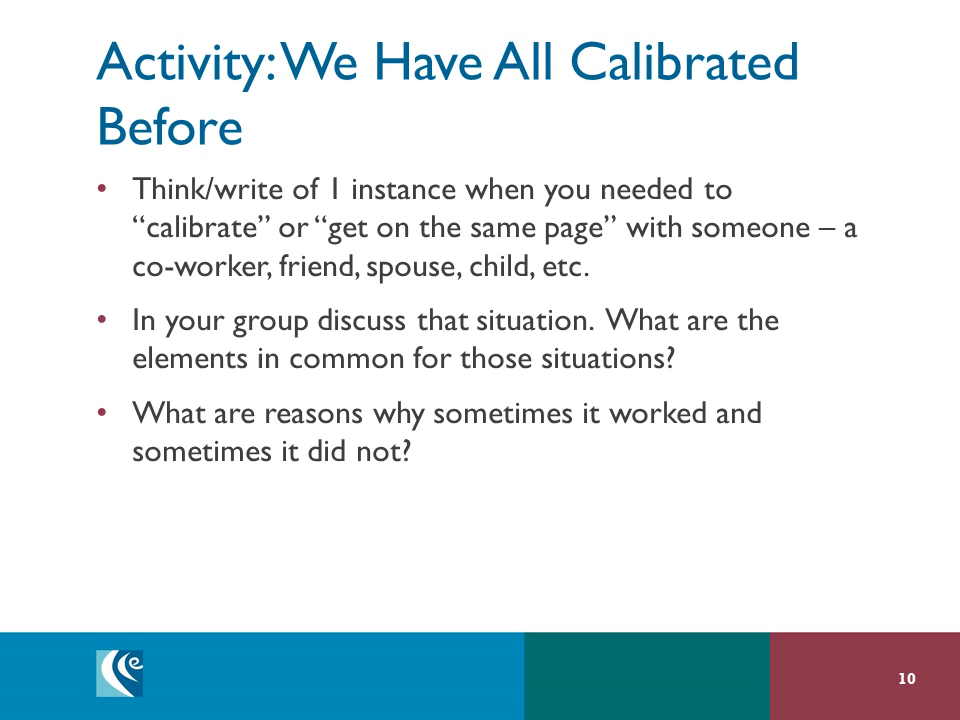 Activity: We Have All Calibrated
Before
• Think/write of 1 instance when you needed to
“calibrate” or “get on the same page” with someone – a
co-worker, friend, spouse, child, etc.
• In your group discuss that situation.  What are the
elements in common for those situations?
• What are reasons why sometimes it worked and
sometimes it did not?
e
10